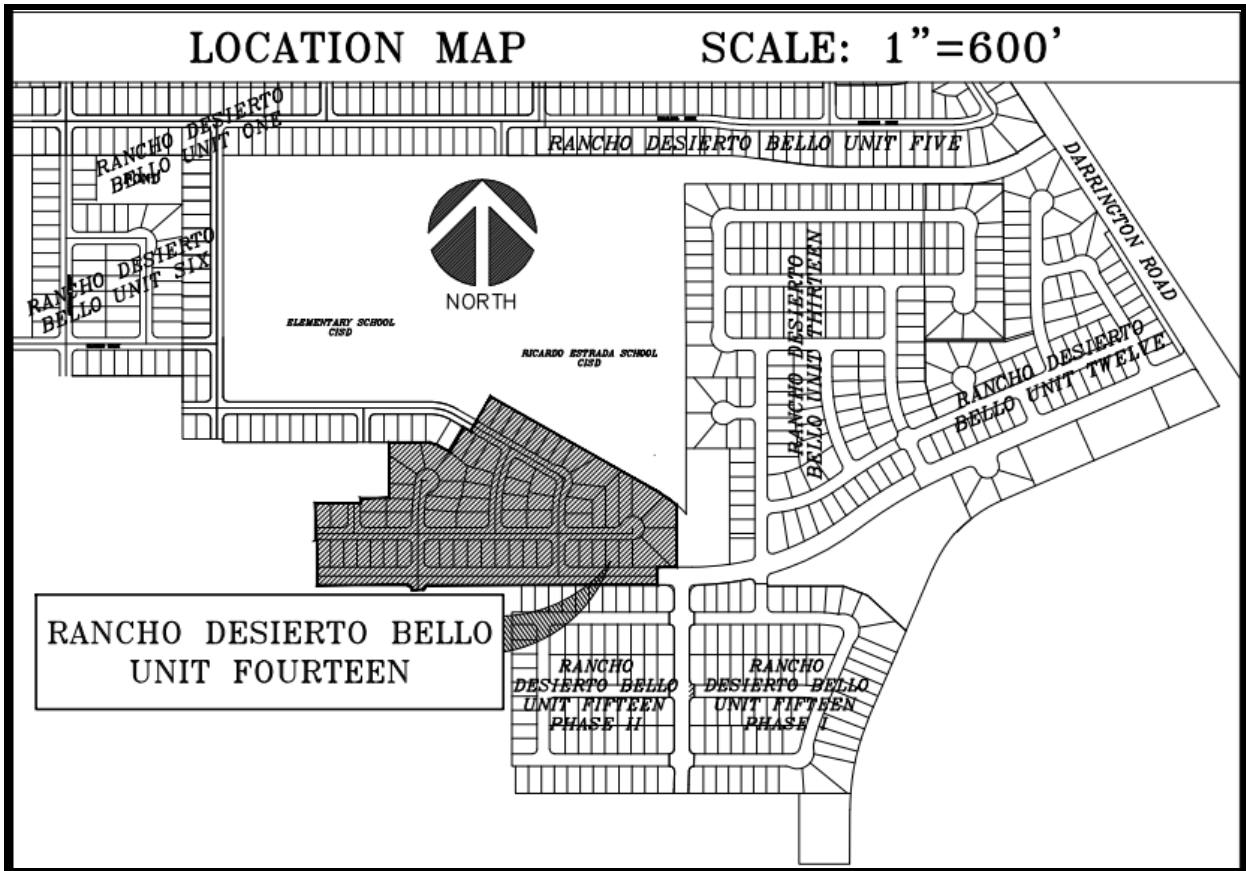 LOCATION MAP SCALE: 1"=600'
RANCHO DESIERTO
BELLO UNIT ONE
RANCHO DESIERTO BELLO UNIT FIVE
DARRINGTON ROAD
RANCHO DESIERTO
BELLO UNIT SIX
NORTH
ELEMENTARY SCHOOL
CISD
RICARDO ESTRADA SCHOOL
CISD
RANCHO DESIERTO
BELLO UNIT THIRTEEN
RANCHO DESIERTO
BELLO UNIT TWELVE
RANCHO DESIERTO BELLO
UNIT FOURTEEN
RANCHO
DESIERTO BELLO
UNIT FIFTEEN
PHASE II
RANCHO
DESIERTO BELLO
UNIT FIFTEEN
PHASE I